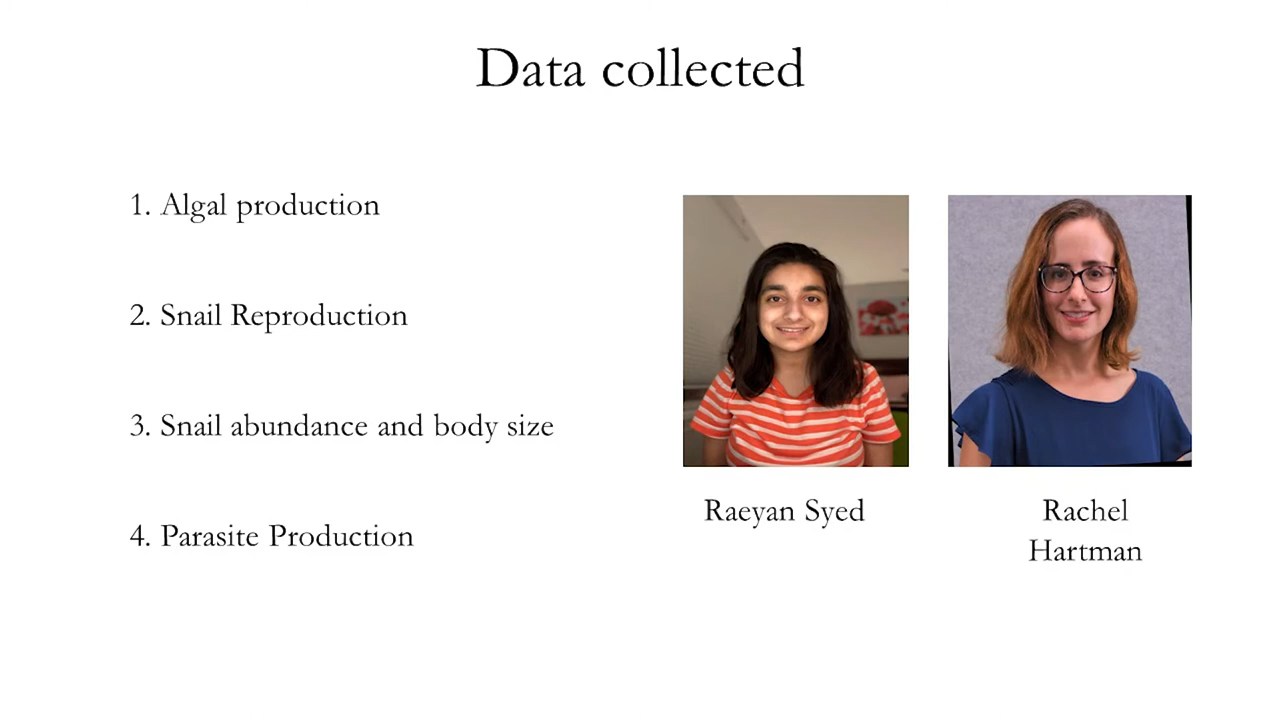 Data collected
1. Algal production
2. Snail Reproduction
3. Snail abundance and body size
4. Parasite Production
Raeyan Syed
Rachel
Hartman